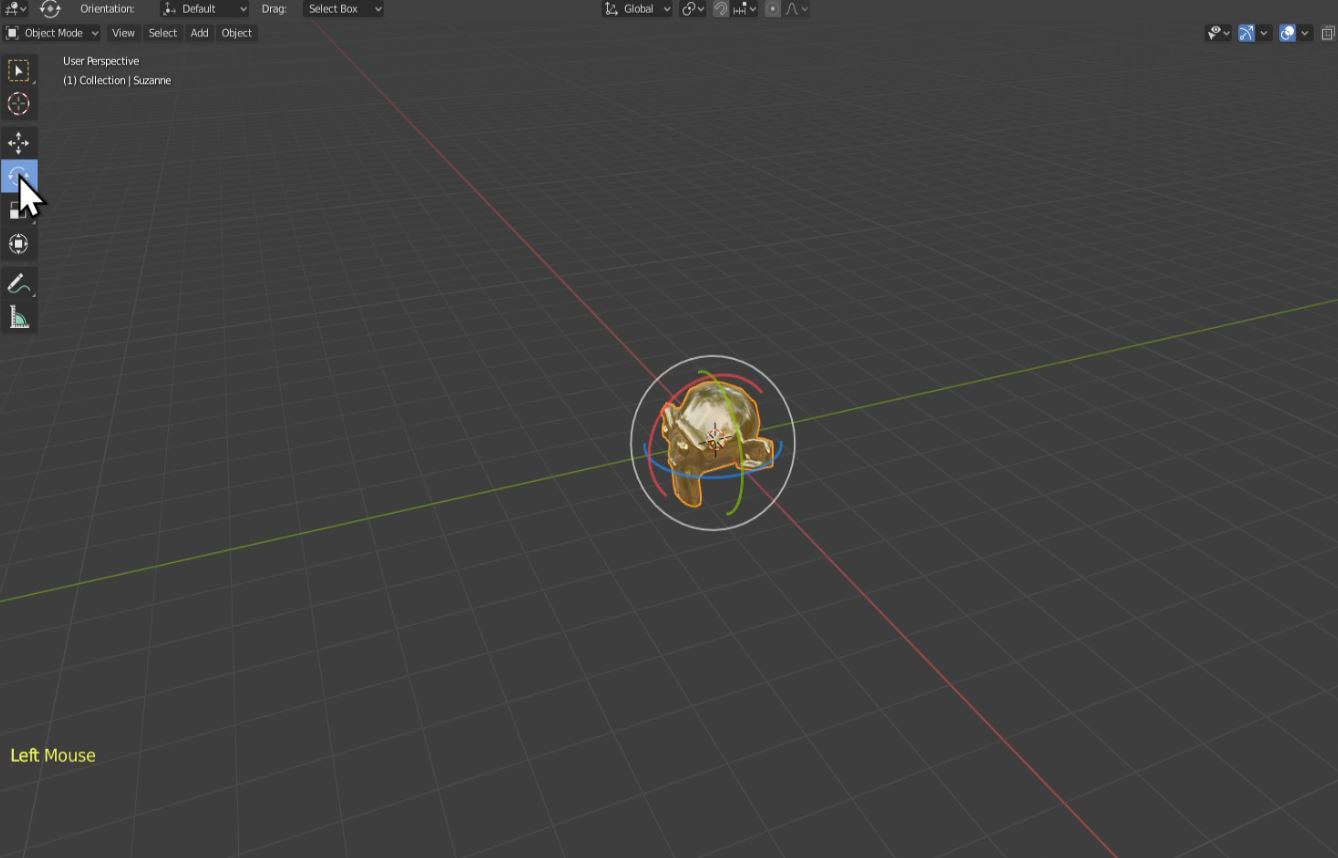 Orientation: Default Drag: Select Box Global
Object Mode View Select Add Object
User Perspective
(1) Collection | Suzanne
Left Mouse